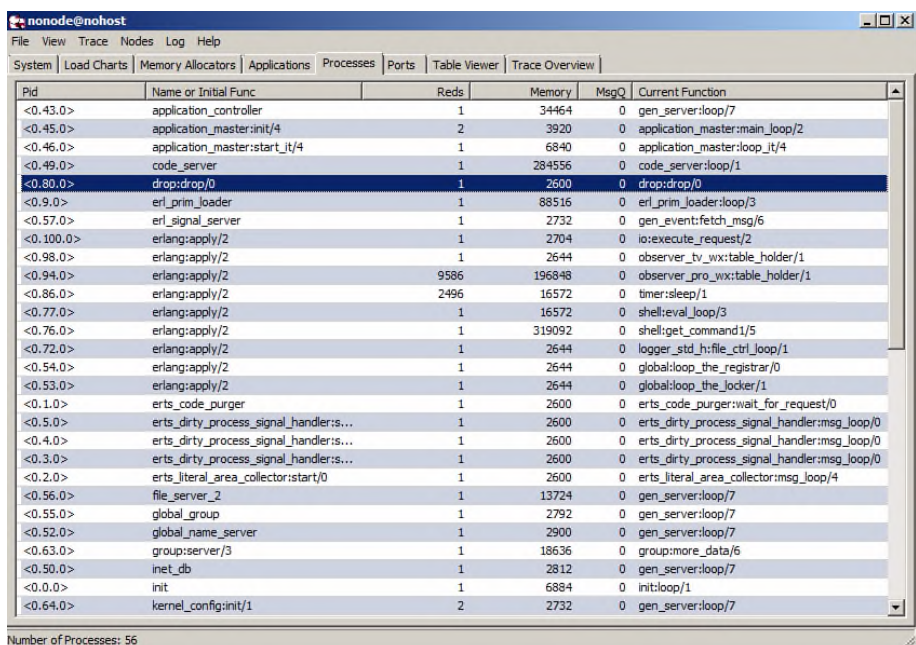 nonode@nohost
File View Trace Nodes Log Help
System Load Charts Memory Allocators Applications Processes Ports Table Viewer Trace Overview
Pid Name or Initial Func Reds Memory MsgQ Current Function
<0.43.0> application_controller 1 34464 0 gen_server:loop/7
<0.45.0> application_master:init/4 2 3920 0 application_master:main_loop/2
<0.46.0> application_master:start_it/4 1 6840 0 application_master:loop_it/4
<0.49.0> code_server 1 284556 0 code_server:loop/1
<0.80.0> drop:drop/0 1 2600 0 drop:drop/0
<0.9.0> erl_prim_loader 1 88516 0 erl_prim_loader:loop/3
<0.57.0> erl_signal_server 1 2732 0 gen_event:fetch_msg/6
<0.100.0> erlang:apply/2 1 2704 0 io:execute_request/2
<0.98.0> erlang:apply/2 1 2644 0 observer_tv_wx:table_holder/1
<0.94.0> erlang:apply/2 9586 196848 0 observer_pro_wx:table_holder/1
<0.86.0> erlang:apply/2 2496 16572 0 timer:sleep/1
<0.77.0> erlang:apply/2 1 16572 0 shell:eval_loop/3
<0.76.0> erlang:apply/2 1 319092 0 shell:get_command1/5
<0.72.0> erlang:apply/2 1 2644 0 logger_std_h:file_ctrl_loop/1
<0.54.0> erlang:apply/2 1 2644 0 global:loop_the_registrar/0
<0.53.0> erlang:apply/2 1 2644 0 global:loop_the_locker/1
<0.1.0> erts_code_purger 1 2600 0 erts_code_purger:wait_for_request/0
<0.5.0> erts_dirty_process_signal_handler:s... 1 2600 0 erts_dirty_process_signal_handler:msg_loop/0
<0.4.0> erts_dirty_process_signal_handler:s... 1 2600 0 erts_dirty_process_signal_handler:msg_loop/0
<0.3.0> erts_dirty_process_signal_handler:s... 1 2600 0 erts_dirty_process_signal_handler:msg_loop/0
<0.2.0> erts_literal_area_collector:start/0 1 2600 0 erts_literal_area_collector:msg_loop/4
<0.56.0> file_server_2 1 13724 0 gen_server:loop/7
<0.55.0> global_group 1 2792 0 gen_server:loop/7
<0.52.0> global_name_server 1 2900 0 gen_server:loop/7
<0.63.0> group:server/3 1 18636 0 group:more_data/6
<0.50.0> inet_db 1 2812 0 gen_server:loop/7
<0.0.0> init 1 6884 0 init:loop/1
<0.64.0> kernel_config:init/1 2 2732 0 gen_server:loop/7
Number of Processes: 56